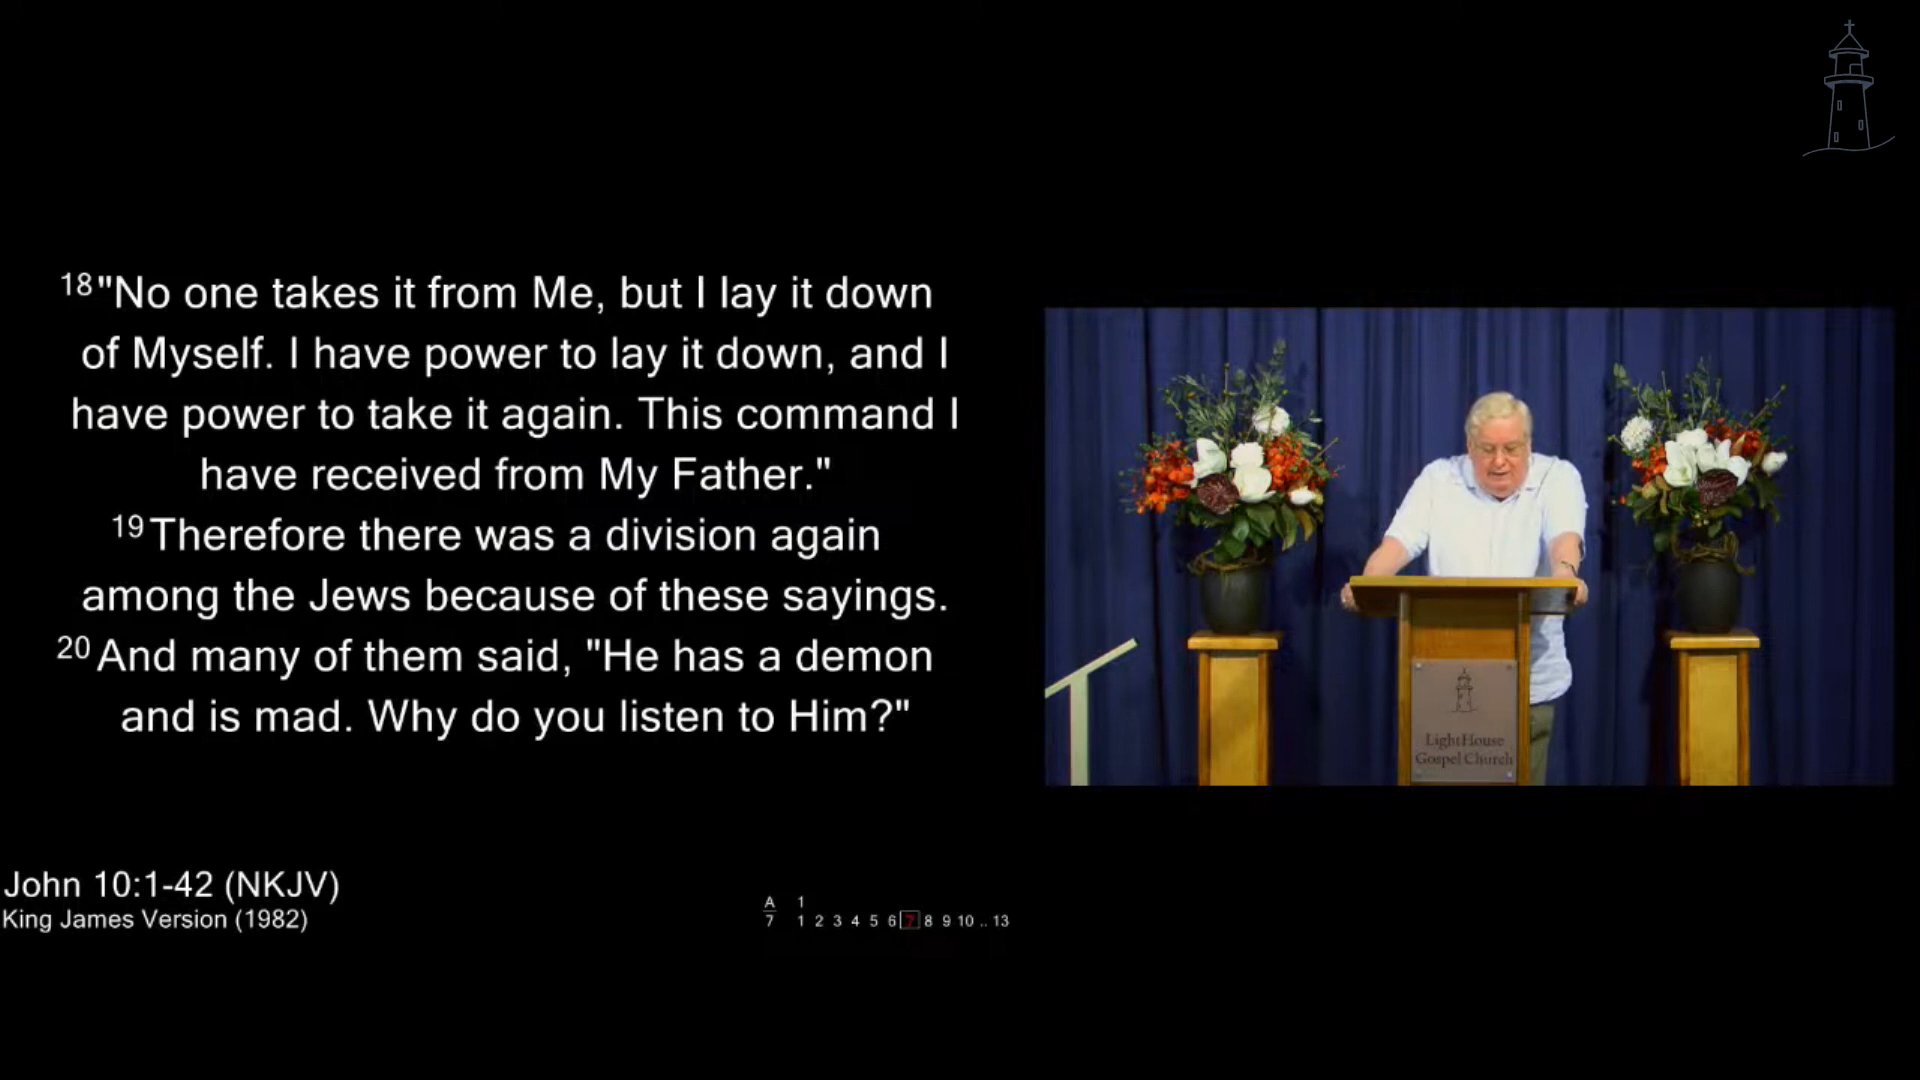 18"No one takes it from Me, but I lay it down
of Myself. I have power to lay it down, and I
have power to take it again. This command I
have received from My Father."
19Therefore there was a division again
among the Jews because of these sayings.
20And many of them said, "He has a demon
and is mad. Why do you listen to Him?"
John 10:1-42 (NKJV)
King James Version (1982)
A 1
7 1 2 3 4 5 6 7 8 9 10 .. 13
LightHouse
Gospel Church